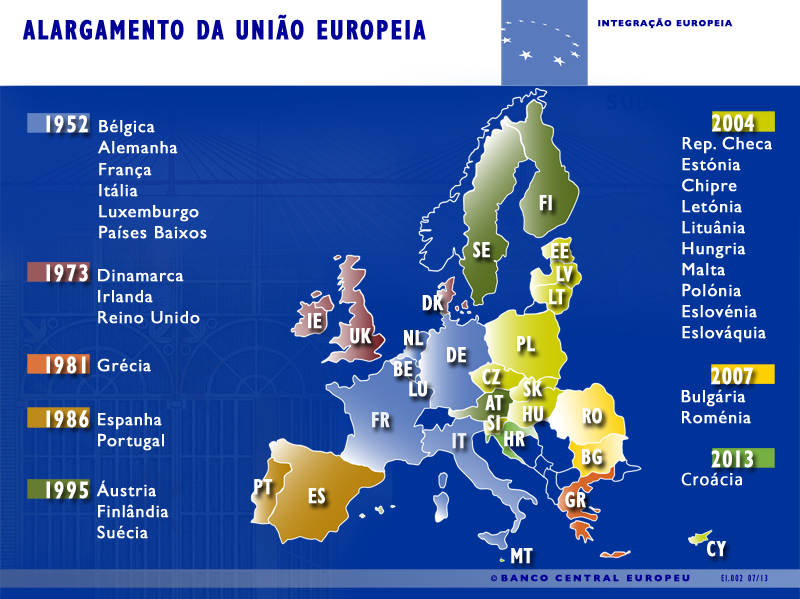 ALARGAMENTO DA UNIÃO EUROPEIA
INTEGRAÇÃO EUROPEIA
1952 Bélgica
Alemanha
França
Itália
Luxemburgo
Países Baixos
1973 Dinamarca
Irlanda
Reino Unido
1981 Grécia
1986 Espanha
Portugal
1995 Áustria
Finlândia
Suécia
FI
SE
EE
LV
LT
DK
IE
UK
NL
BE
LU
DE
PL
CZ
SK
AT
HU
SI
HR
RO
BG
FR
IT
PT
ES
GR
MT
CY
2004
Rep. Checa
Estónia
Chipre
Letónia
Lituânia
Hungria
Malta
Polónia
Eslovénia
Eslováquia
2007
Bulgária
Roménia
2013
Croácia
© BANCO CENTRAL EUROPEU EI.002 07/13